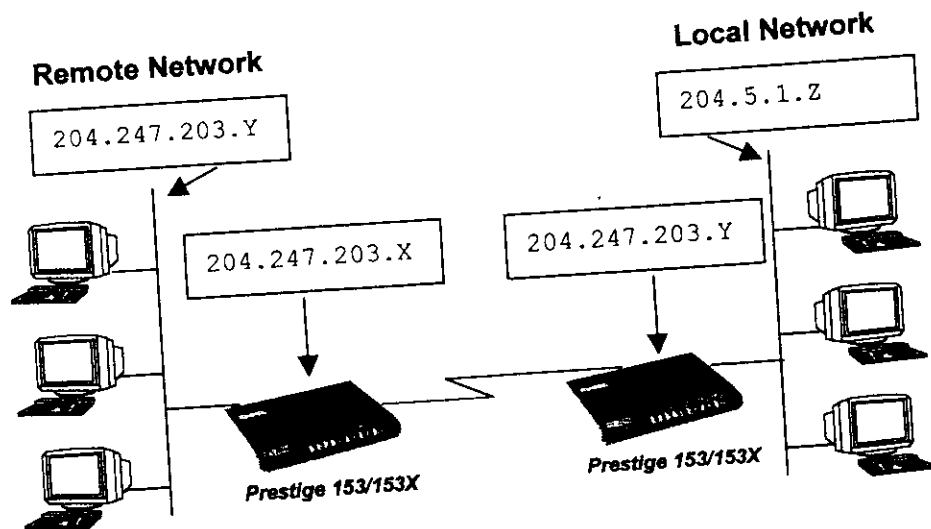 Remote Network
Local Network
204.247.203.Y
204.5.1.Z
204.247.203.X
204.247.203.Y
Prestige 153/153X
Prestige 153/153X